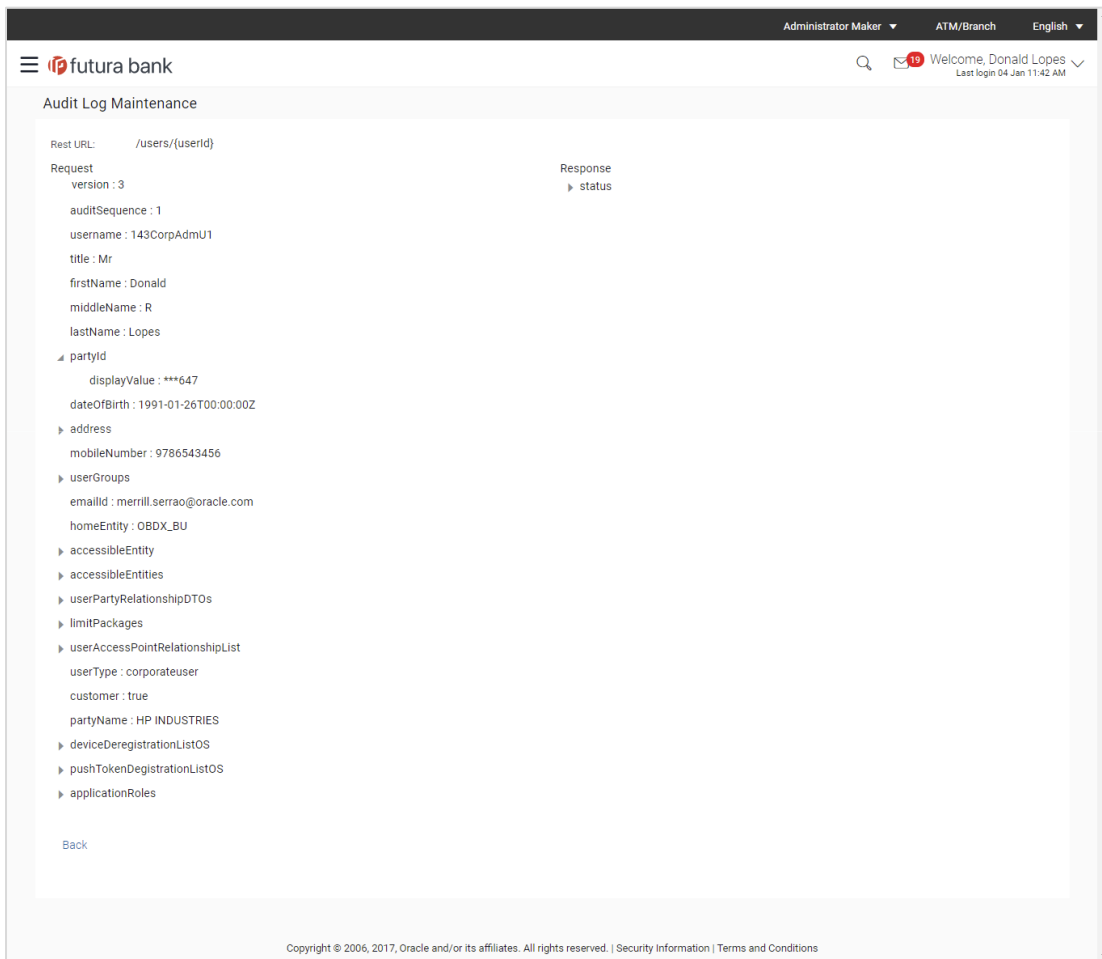 Administrator Maker ATM/Branch English
futura bank
19 Welcome, Donald Lopes
Last login 04 Jan 11:42 AM
Audit Log Maintenance
Rest URL: /users/{userId}
Request
version : 3
auditSequence : 1
username : 143CorpAdmU1
title : Mr
firstName : Donald
middleName : R
lastName : Lopes
partyId
displayValue : ***647
dateOfBirth : 1991-01-26T00:00:00Z
address
mobileNumber : 9786543456
userGroups
emailId : merrill.serrao@oracle.com
homeEntity : OBDX_BU
accessibleEntity
accessibleEntities
userPartyRelationshipDTOs
limitPackages
userAccessPointRelationshipList
userType : corporateuser
customer : true
partyName : HP INDUSTRIES
deviceDeregistrationListOS
pushTokenDegistrationListOS
applicationRoles
Response
status
Back
Copyright © 2006, 2017, Oracle and/or its affiliates. All rights reserved. | Security Information | Terms and Conditions